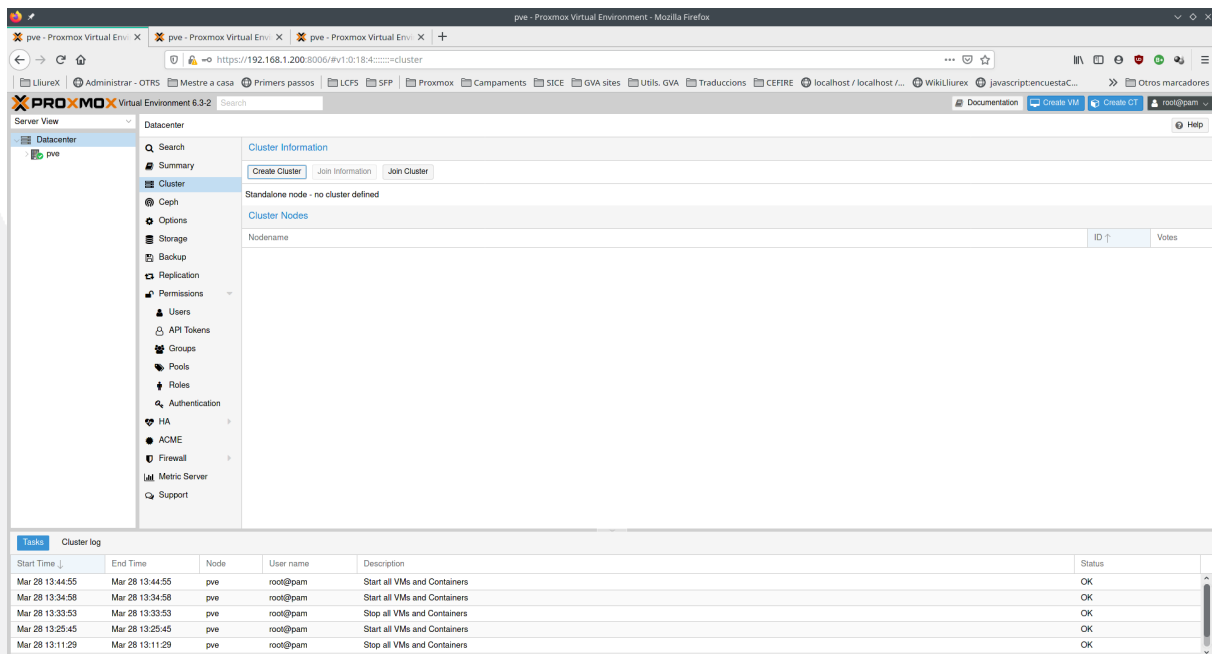 pve - Proxmox Virtual Environment - Mozilla Firefox
pve - Proxmox Virtual Env
pve - Proxmox Virtual Env
pve - Proxmox Virtual Env
https://192.168.1.200:8006/#v1:0:18:4:::::::=cluster
LliureX Administrar - OTRS Mestre a casa Primers passos LCFS SFP Proxmox Campaments SICE GVA sites Utils. GVA Traduccions CEFIRE localhost / localhost /... WikiLliurex javascript:encuestaC... Otros marcadores
PROXMOX Virtual Environment 6.3-2 Search Documentation Create VM Create CT root@pam
Server View
Datacenter
pve
Datacenter Help
Search
Summary
Cluster
Ceph
Options
Storage
Backup
Replication
Permissions
Users
API Tokens
Groups
Pools
Roles
Authentication
HA
ACME
Firewall
Metric Server
Support
Cluster Information
Create Cluster Join Information Join Cluster
Standalone node - no cluster defined
Cluster Nodes
Nodename ID Votes
Tasks Cluster log
Start Time End Time Node User name Description Status
Mar 28 13:44:55 Mar 28 13:44:55 pve root@pam Start all VMs and Containers OK
Mar 28 13:34:58 Mar 28 13:34:58 pve root@pam Start all VMs and Containers OK
Mar 28 13:33:53 Mar 28 13:33:53 pve root@pam Stop all VMs and Containers OK
Mar 28 13:25:45 Mar 28 13:25:45 pve root@pam Start all VMs and Containers OK
Mar 28 13:11:29 Mar 28 13:11:29 pve root@pam Stop all VMs and Containers OK